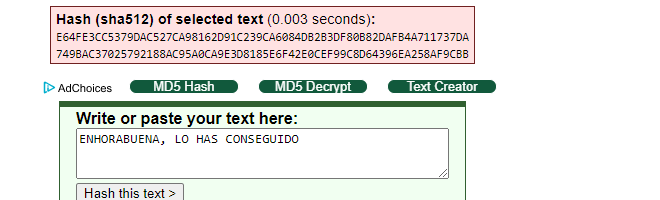 Hash (sha512) of selected text (0.003 seconds):
E64FE3CC5379DAC527CA98162D91C239CA6084DB2B3DF80B82DAFB4A711737DA
749BAC37025792188AC95A0CA9E3D8185E6F42E0CEF99C8D64396EA258AF9CBB
AdChoices MD5 Hash MD5 Decrypt Text Creator
Write or paste your text here:
ENHORABUENA, LO HAS CONSEGUIDO
Hash this text >